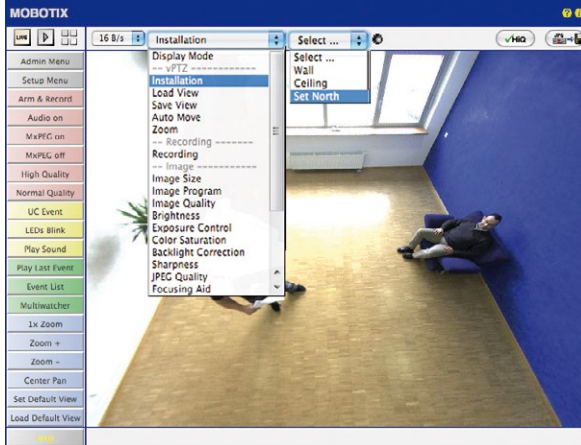 MOBOTIX
LIVE
16 B/s
Installation
Select ...
HiQ
Admin Menu
Setup Menu
Arm & Record
Audio on
MxPEG on
MxPEG off
High Quality
Normal Quality
UC Event
LEDs Blink
Play Sound
Play Last Event
Event List
Multiwatcher
1x Zoom
Zoom +
Zoom -
Center Pan
Set Default View
Load Default View
Display Mode
-- vPTZ ------------
Installation
Load View
Save View
Auto Move
Zoom
-- Recording -------
Recording
-- Image -----------
Image Size
Image Program
Image Quality
Brightness
Exposure Control
Color Saturation
Backlight Correction
Sharpness
JPEG Quality
Focusing Aid
Select ...
Wall
Ceiling
Set North